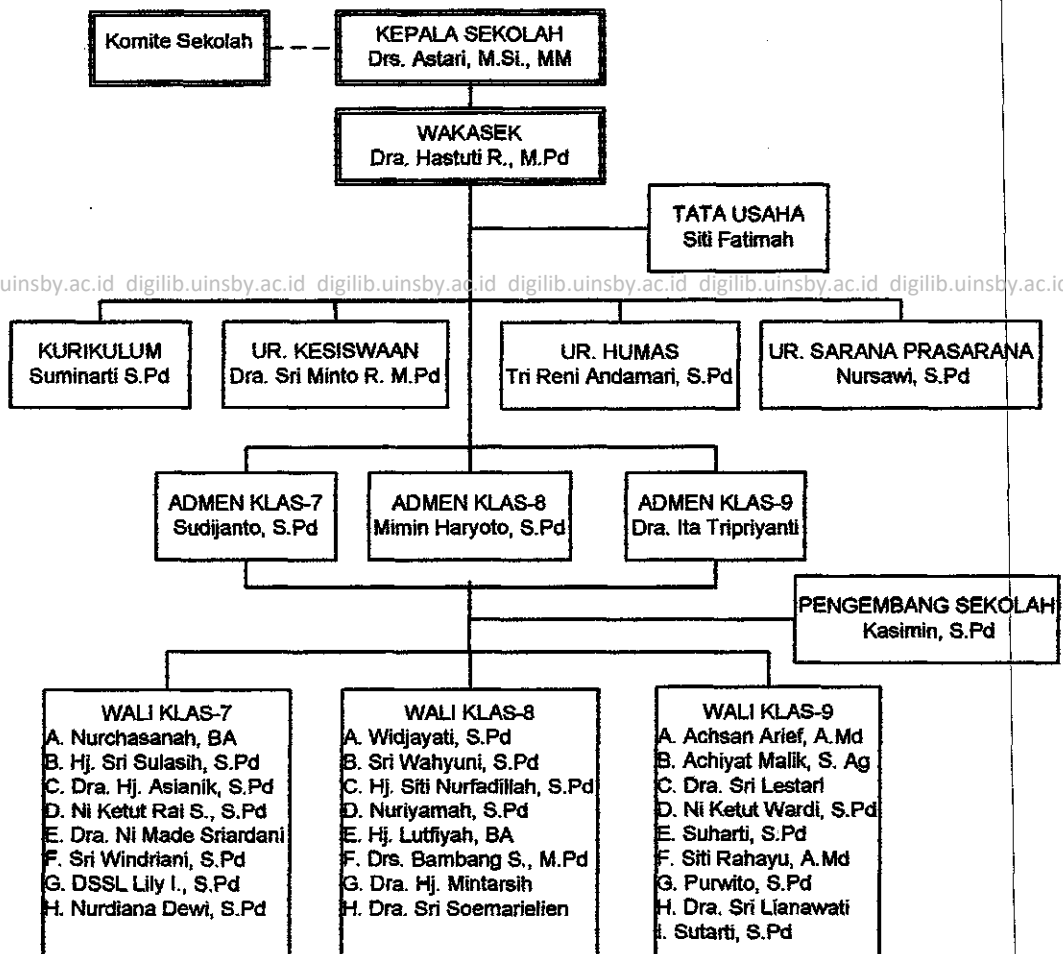 Komite Sekolah
KEPALA SEKOLAH
Drs. Astari, M.Si., MM
WAKASEK
Dra. Hastuti R., M.Pd
TATA USAHA
Siti Fatimah
uinsby.ac.id digilib.uinsby.ac.id digilib.uinsby.ac.id digilib.uinsby.ac.id digilib.uinsby.ac.id digilib.uinsby.ac.id
KURIKULUM
Suminarti S.Pd
UR. KESISWAAN
Dra. Sri Minto R. M.Pd
UR. HUMAS
Tri Reni Andamari, S.Pd
UR. SARANA PRASARANA
Nursawi, S.Pd
ADMEN KLAS-7
Sudijanto, S.Pd
ADMEN KLAS-8
Mimin Haryoto, S.Pd
ADMEN KLAS-9
Dra. Ita Tripriyanti
PENGEMBANG SEKOLAH
Kasimin, S.Pd
WALI KLAS-7
A. Nurchasanah, BA
B. Hj. Sri Sulasih, S.Pd
C. Dra. Hj. Asianik, S.Pd
D. Ni Ketut Rai S., S.Pd
E. Dra. Ni Made Sriardani
F. Sri Windriani, S.Pd
G. DSSL Lily I., S.Pd
H. Nurdiana Dewi, S.Pd
WALI KLAS-8
A. Widjayati, S.Pd
B. Sri Wahyuni, S.Pd
C. Hj. Siti Nurfadillah, S.Pd
D. Nuriyamah, S.Pd
E. Hj. Lutfiyah, BA
F. Drs. Bambang S., M.Pd
G. Dra. Hj. Mintarsih
H. Dra. Sri Soemarielien
WALI KLAS-9
A. Achsan Arief, A.Md
B. Achiyat Malik, S. Ag
C. Dra. Sri Lestari
D. Ni Ketut Wardi, S.Pd
E. Suharti, S.Pd
F. Siti Rahayu, A.Md
G. Purwito, S.Pd
H. Dra. Sri Lianawati
I. Sutarti, S.Pd